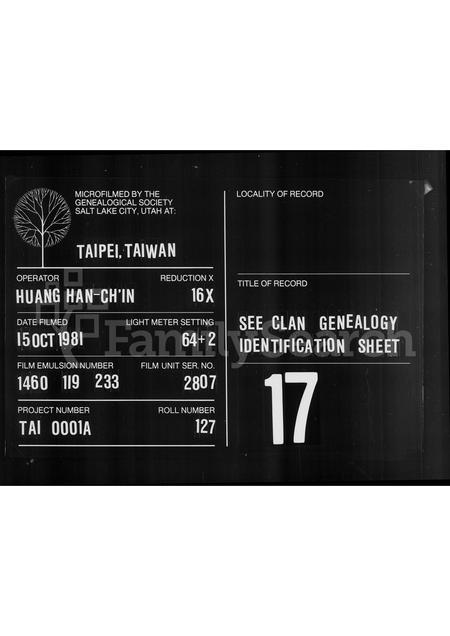 MICROFILMED BY THE
GENEALOGICAL SOCIETY
SALT LAKE CITY, UTAH AT:
TAIPEI, TAIWAN
OPERATOR REDUCTION X
HUANG HAN-CH'IN 16X
DATE FILMED LIGHT METER SETTING
15 OCT 1981 64+2
FILM EMULSION NUMBER FILM UNIT SER. NO.
1460 119 233 2807
PROJECT NUMBER ROLL NUMBER
TAI 0001A 127
LOCALITY OF RECORD
TITLE OF RECORD
SEE CLAN GENEALOGY
IDENTIFICATION SHEET
17
FamilySearch